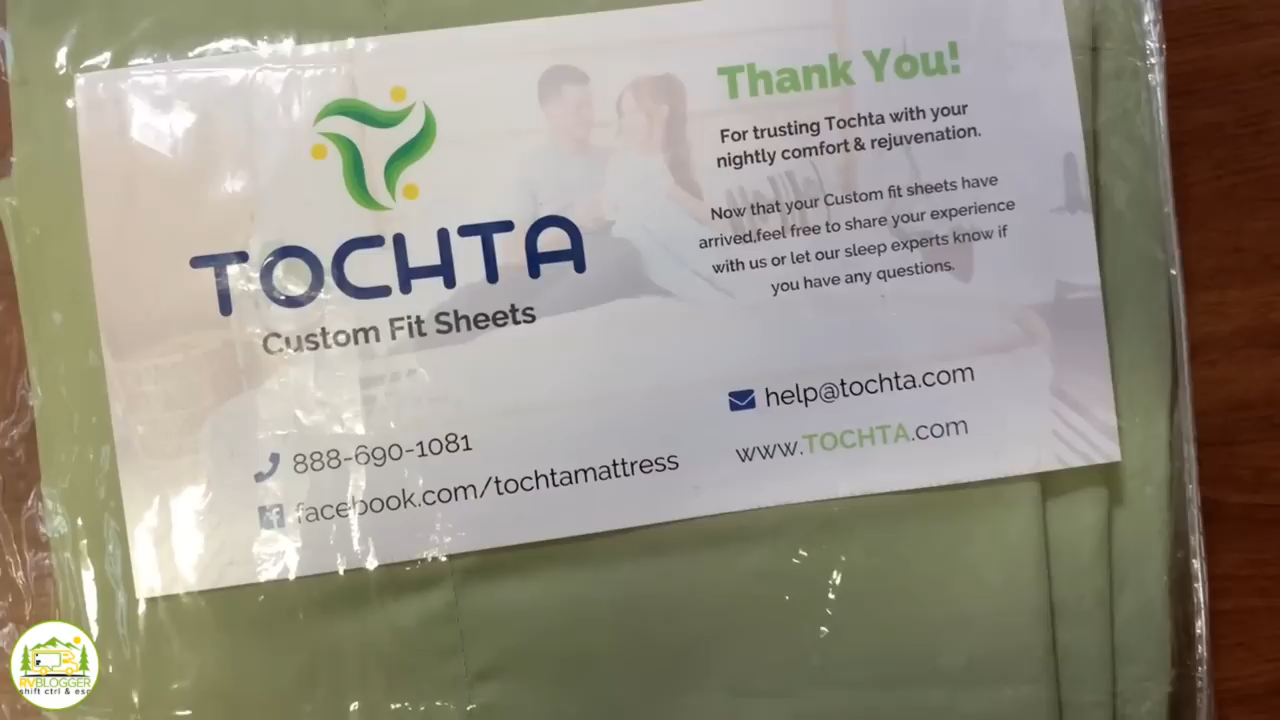 TOCHTA
Custom Fit Sheets
888-690-1081
facebook.com/tochtamattress
Thank You!
For trusting Tochta with your
nightly comfort & rejuvenation.
Now that your Custom fit sheets have
arrived,feel free to share your experience
with us or let our sleep experts know if
you have any questions.
help@tochta.com
www.TOCHTA.com
RVBLOGGER
shift ctrl & esc